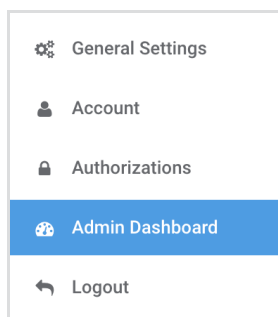 General Settings
Account
Authorizations
Admin Dashboard
Logout